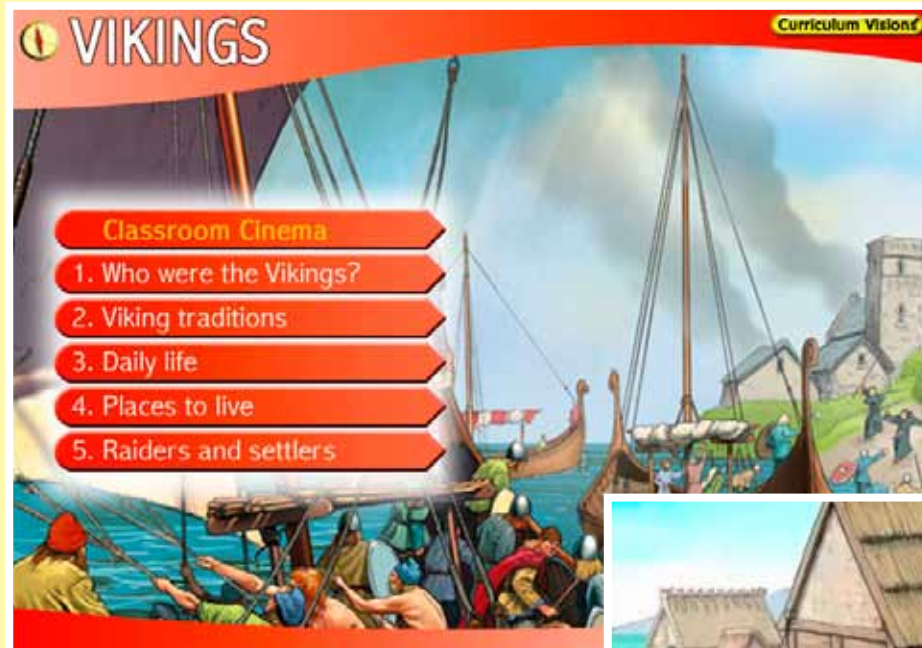 VIKINGS
Curriculum Visions
Classroom Cinema
1. Who were the Vikings?
2. Viking traditions
3. Daily life
4. Places to live
5. Raiders and settlers